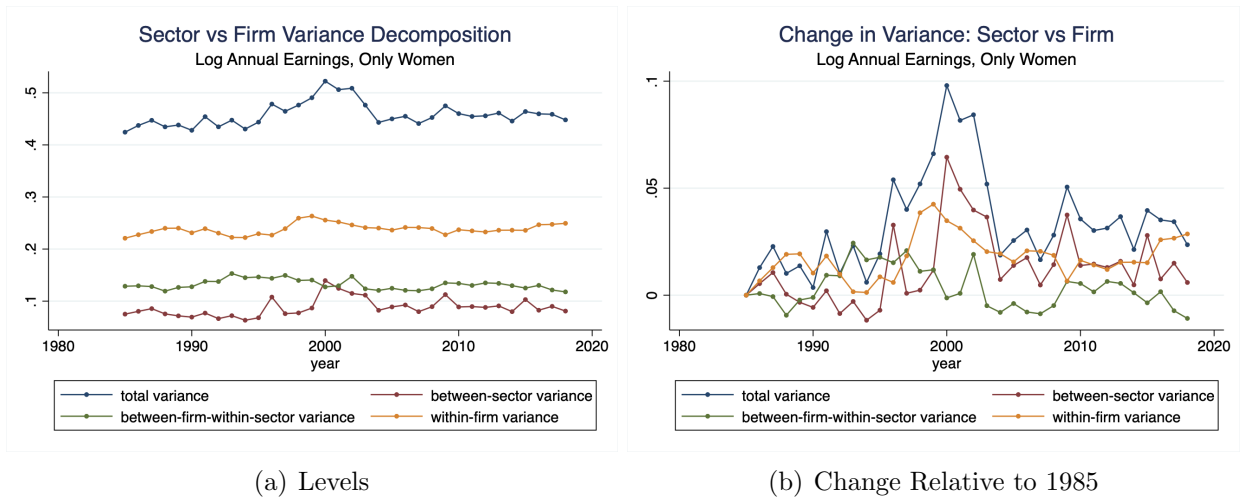 Sector vs Firm Variance Decomposition
Log Annual Earnings, Only Women
.5
.4
.3
.2
.1
1980 1990 2000 2010 2020
year
total variance between-sector variance
between-firm-within-sector variance within-firm variance
(a) Levels
Change in Variance: Sector vs Firm
Log Annual Earnings, Only Women
.1
.05
0
1980 1990 2000 2010 2020
year
total variance between-sector variance
between-firm-within-sector variance within-firm variance
(b) Change Relative to 1985